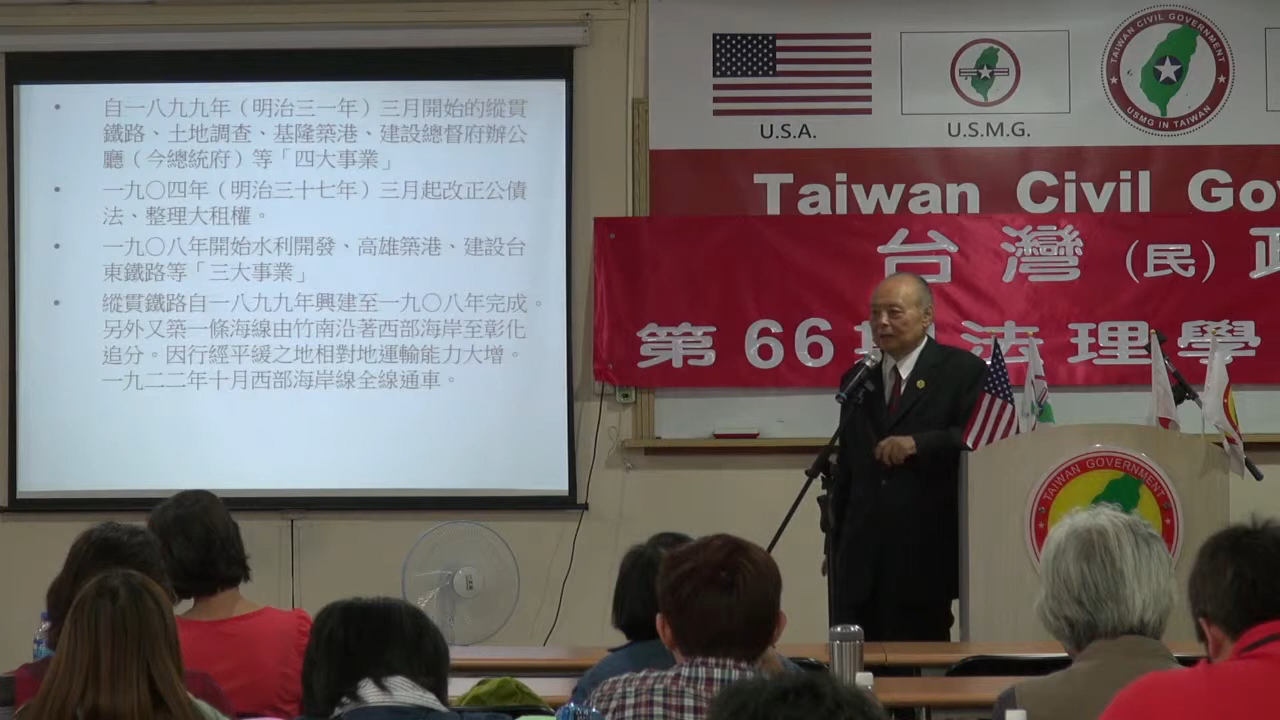 • 自一八九九年（明治三一年）三月開始的縱貫
鐵路、土地調查、基隆築港、建設總督府辦公
廳（今總統府）等「四大事業」
• 一九〇四年（明治三十七年）三月起改正公債
法、整理大租權。
• 一九〇八年開始水利開發、高雄築港、建設台
東鐵路等「三大事業」
• 縱貫鐵路自一八九九年興建至一九〇八年完成。
另外又築一條海線由竹南沿著西部海岸至彰化
追分。因行經平緩之地相對地運輸能力大增。
一九二二年十月西部海岸線全線通車。
U.S.A.
U.S.M.G.
TAIWAN CIVIL GOVERNMENT
USMG IN TAIWAN
Taiwan Civil Go
台灣（民）政
第66期法理學
TAIWAN GOVERNMENT